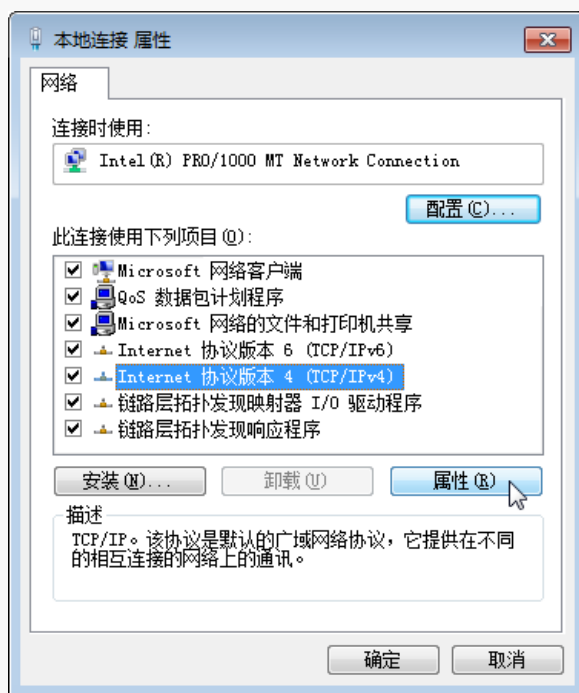 本地连接 属性
网络
连接时使用:
Intel(R) PRO/1000 MT Network Connection
配置(C)...
此连接使用下列项目(O):
Microsoft 网络客户端
QoS 数据包计划程序
Microsoft 网络的文件和打印机共享
Internet 协议版本 6 (TCP/IPv6)
Internet 协议版本 4 (TCP/IPv4)
链路层拓扑发现映射器 I/O 驱动程序
链路层拓扑发现响应程序
安装(N)... 卸载(U) 属性(R)
描述
TCP/IP。该协议是默认的广域网络协议，它提供在不同
的相互连接的网络上的通讯。
确定 取消